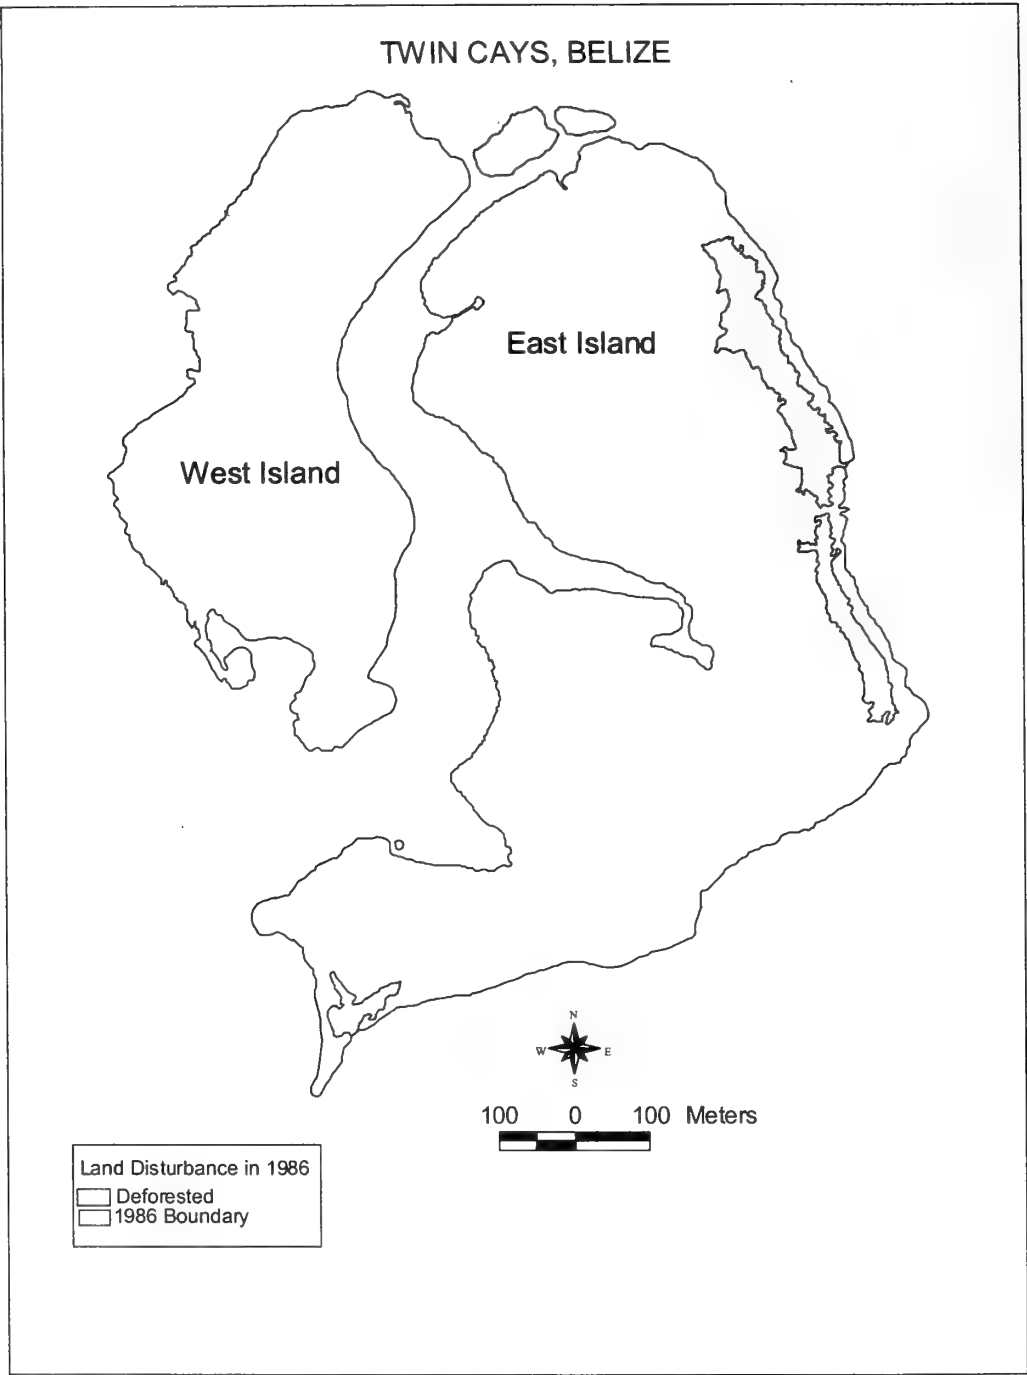 TWIN CAYS, BELIZE
East Island
West Island
N
W E
S
100 0 100 Meters
Land Disturbance in 1986
Deforested
1986 Boundary